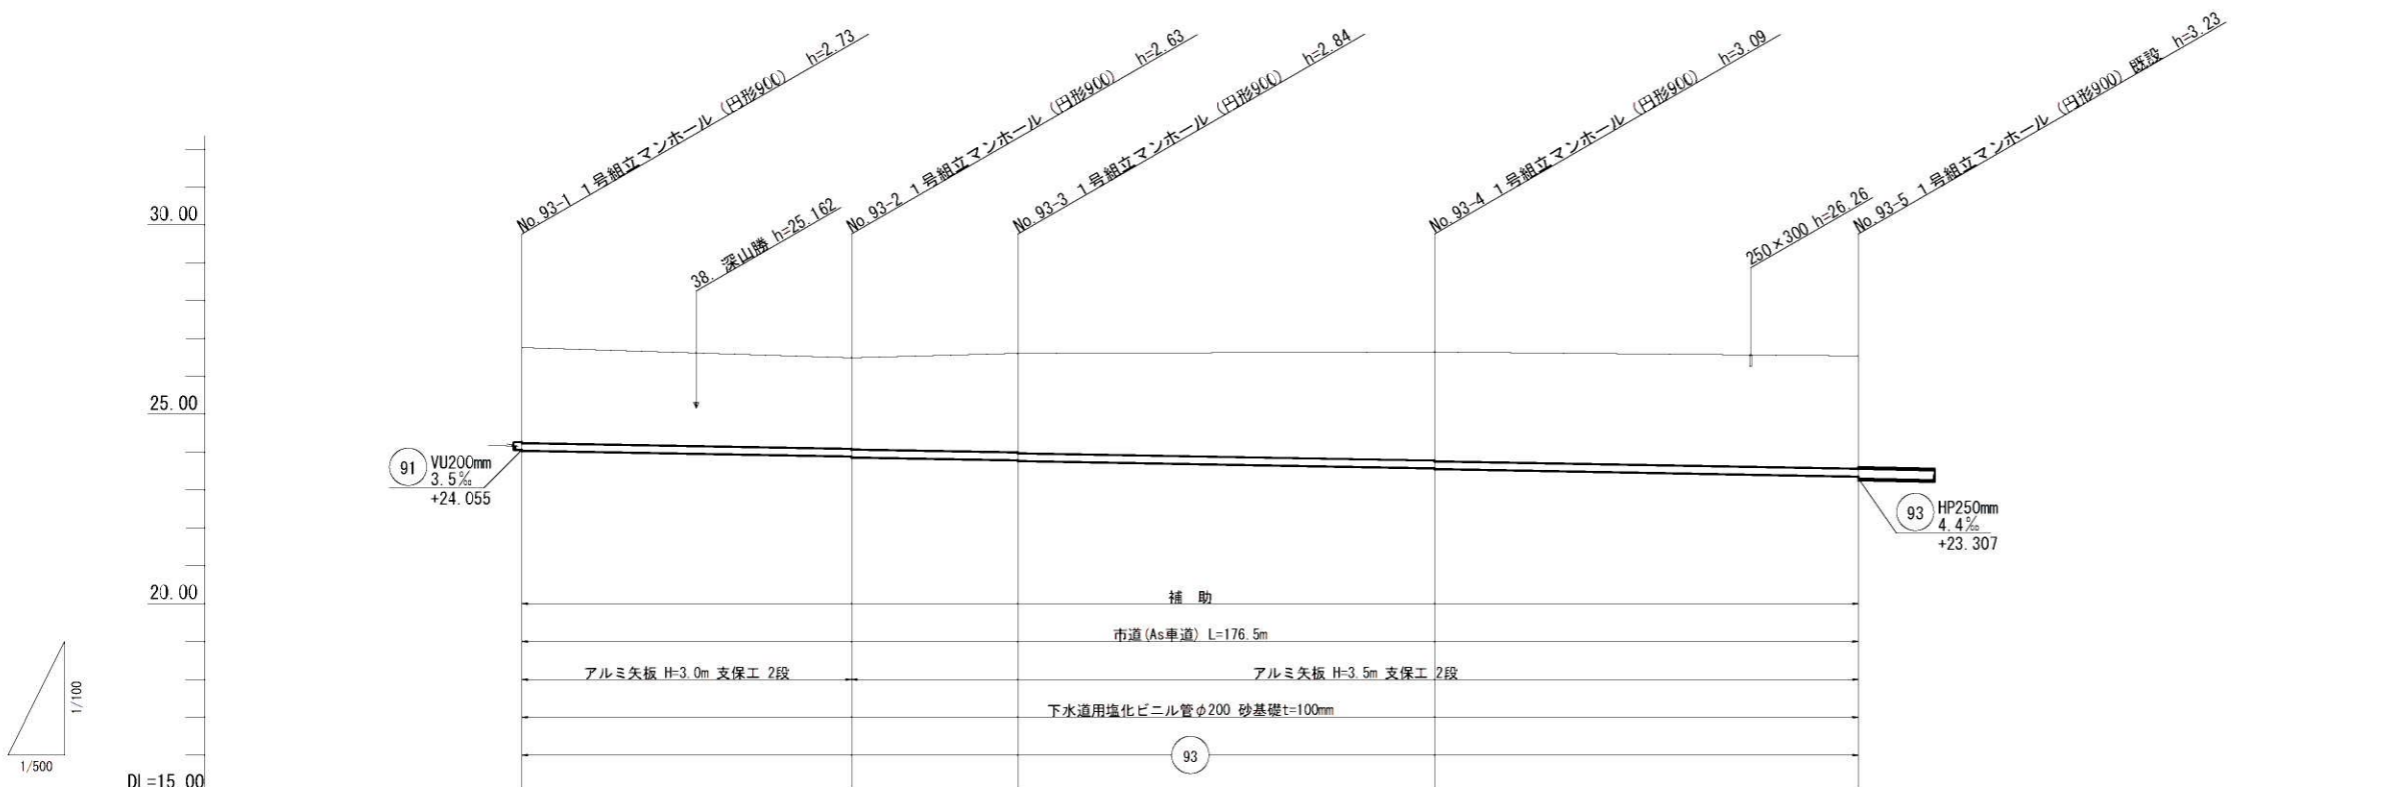 No.93-1 1号組立マンホール (円形900) h=2.73
No.93-2 1号組立マンホール (円形900) h=2.63
No.93-3 1号組立マンホール (円形900) h=2.84
No.93-4 1号組立マンホール (円形900) h=3.09
No.93-5 1号組立マンホール (円形900) 既設 h=3.23
38. 深山勝 h=25.162
250×300 h=26.26
30.00
25.00
20.00
DL=15.00
91 VU200mm
3.5‰
+24.055
93 HP250mm
4.4‰
+23.307
補 助
市道(As車道) L=176.5m
アルミ矢板 H=3.0m 支保工 2段
アルミ矢板 H=3.5m 支保工 2段
下水道用塩化ビニル管φ200 砂基礎t=100mm
93
1/100
1/500